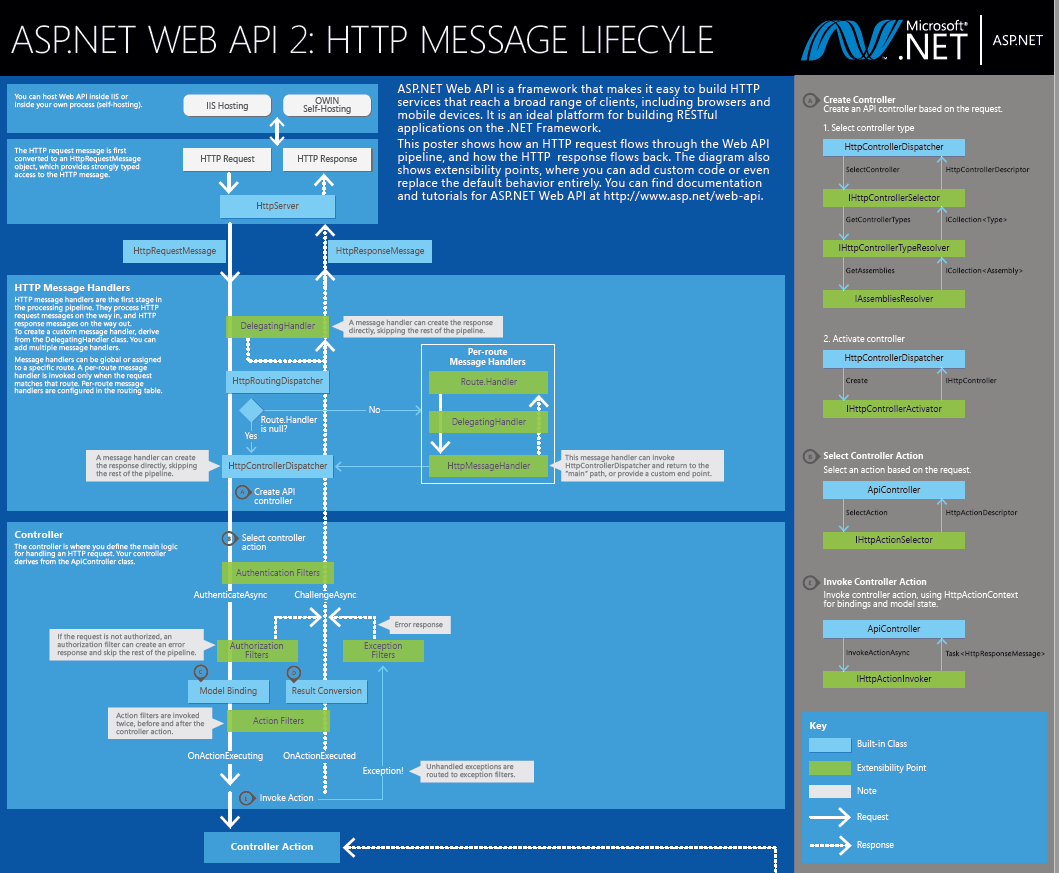 ASP.NET WEB API 2: HTTP MESSAGE LIFECYLE
Microsoft®
.NET
ASP.NET
You can host Web API inside IIS or
inside your own process (self-hosting).
IIS Hosting
OWIN
Self-Hosting
ASP.NET Web API is a framework that makes it easy to build HTTP
services that reach a broad range of clients, including browsers and
mobile devices. It is an ideal platform for building RESTful
applications on the .NET Framework.
This poster shows how an HTTP request flows through the Web API
pipeline, and how the HTTP response flows back. The diagram also
shows extensibility points, where you can add custom code or even
replace the default behavior entirely. You can find documentation
and tutorials for ASP.NET Web API at http://www.asp.net/web-api.
The HTTP request message is first
converted to an HttpRequestMessage
object, which provides strongly typed
access to the HTTP message.
HTTP Request
HTTP Response
HttpServer
HttpRequestMessage
HttpResponseMessage
HTTP Message Handlers
HTTP message handlers are the first stage in
the processing pipeline. They process HTTP
request messages on the way in, and HTTP
response messages on the way out.
To create a custom message handler, derive
from the DelegatingHandler class. You can
add multiple message handlers.
Message handlers can be global or assigned
to a specific route. A per-route message
handler is invoked only when the request
matches that route. Per-route message
handlers are configured in the routing table.
DelegatingHandler
A message handler can create the response
directly, skipping the rest of the pipeline.
HttpRoutingDispatcher
Route.Handler
is null?
No
Yes
Per-route
Message Handlers
Route.Handler
DelegatingHandler
HttpMessageHandler
A message handler can create
the response directly, skipping
the rest of the pipeline.
HttpControllerDispatcher
This message handler can invoke
HttpControllerDispatcher and return to the
"main" path, or provide a custom end point.
A
Create API
controller
Controller
The controller is where you define the main logic
for handling an HTTP request. Your controller
derives from the ApiController class.
B
Select controller
action
Authentication Filters
AuthenticateAsync
ChallengeAsync
Error response
If the request is not authorized, an
authorization filter can create an error
response and skip the rest of the pipeline.
Authorization
Filters
Exception
Filters
C
D
Model Binding
Result Conversion
Action filters are invoked
twice, before and after the
controller action.
Action Filters
OnActionExecuting
OnActionExecuted
Exception!
Unhandled exceptions are
routed to exception filters.
E
Invoke Action
Controller Action
A
Create Controller
Create an API controller based on the request.
1. Select controller type
HttpControllerDispatcher
SelectController
HttpControllerDescriptor
IHttpControllerSelector
GetControllerTypes
ICollection<Type>
IHttpControllerTypeResolver
GetAssemblies
ICollection<Assembly>
IAssembliesResolver
2. Activate controller
HttpControllerDispatcher
Create
IHttpController
IHttpControllerActivator
B
Select Controller Action
Select an action based on the request.
ApiController
SelectAction
HttpActionDescriptor
IHttpActionSelector
E
Invoke Controller Action
Invoke controller action, using HttpActionContext
for bindings and model state.
ApiController
InvokeActionAsync
Task<HttpResponseMessage>
IHttpActionInvoker
Key
Built-in Class
Extensibility Point
Note
Request
Response